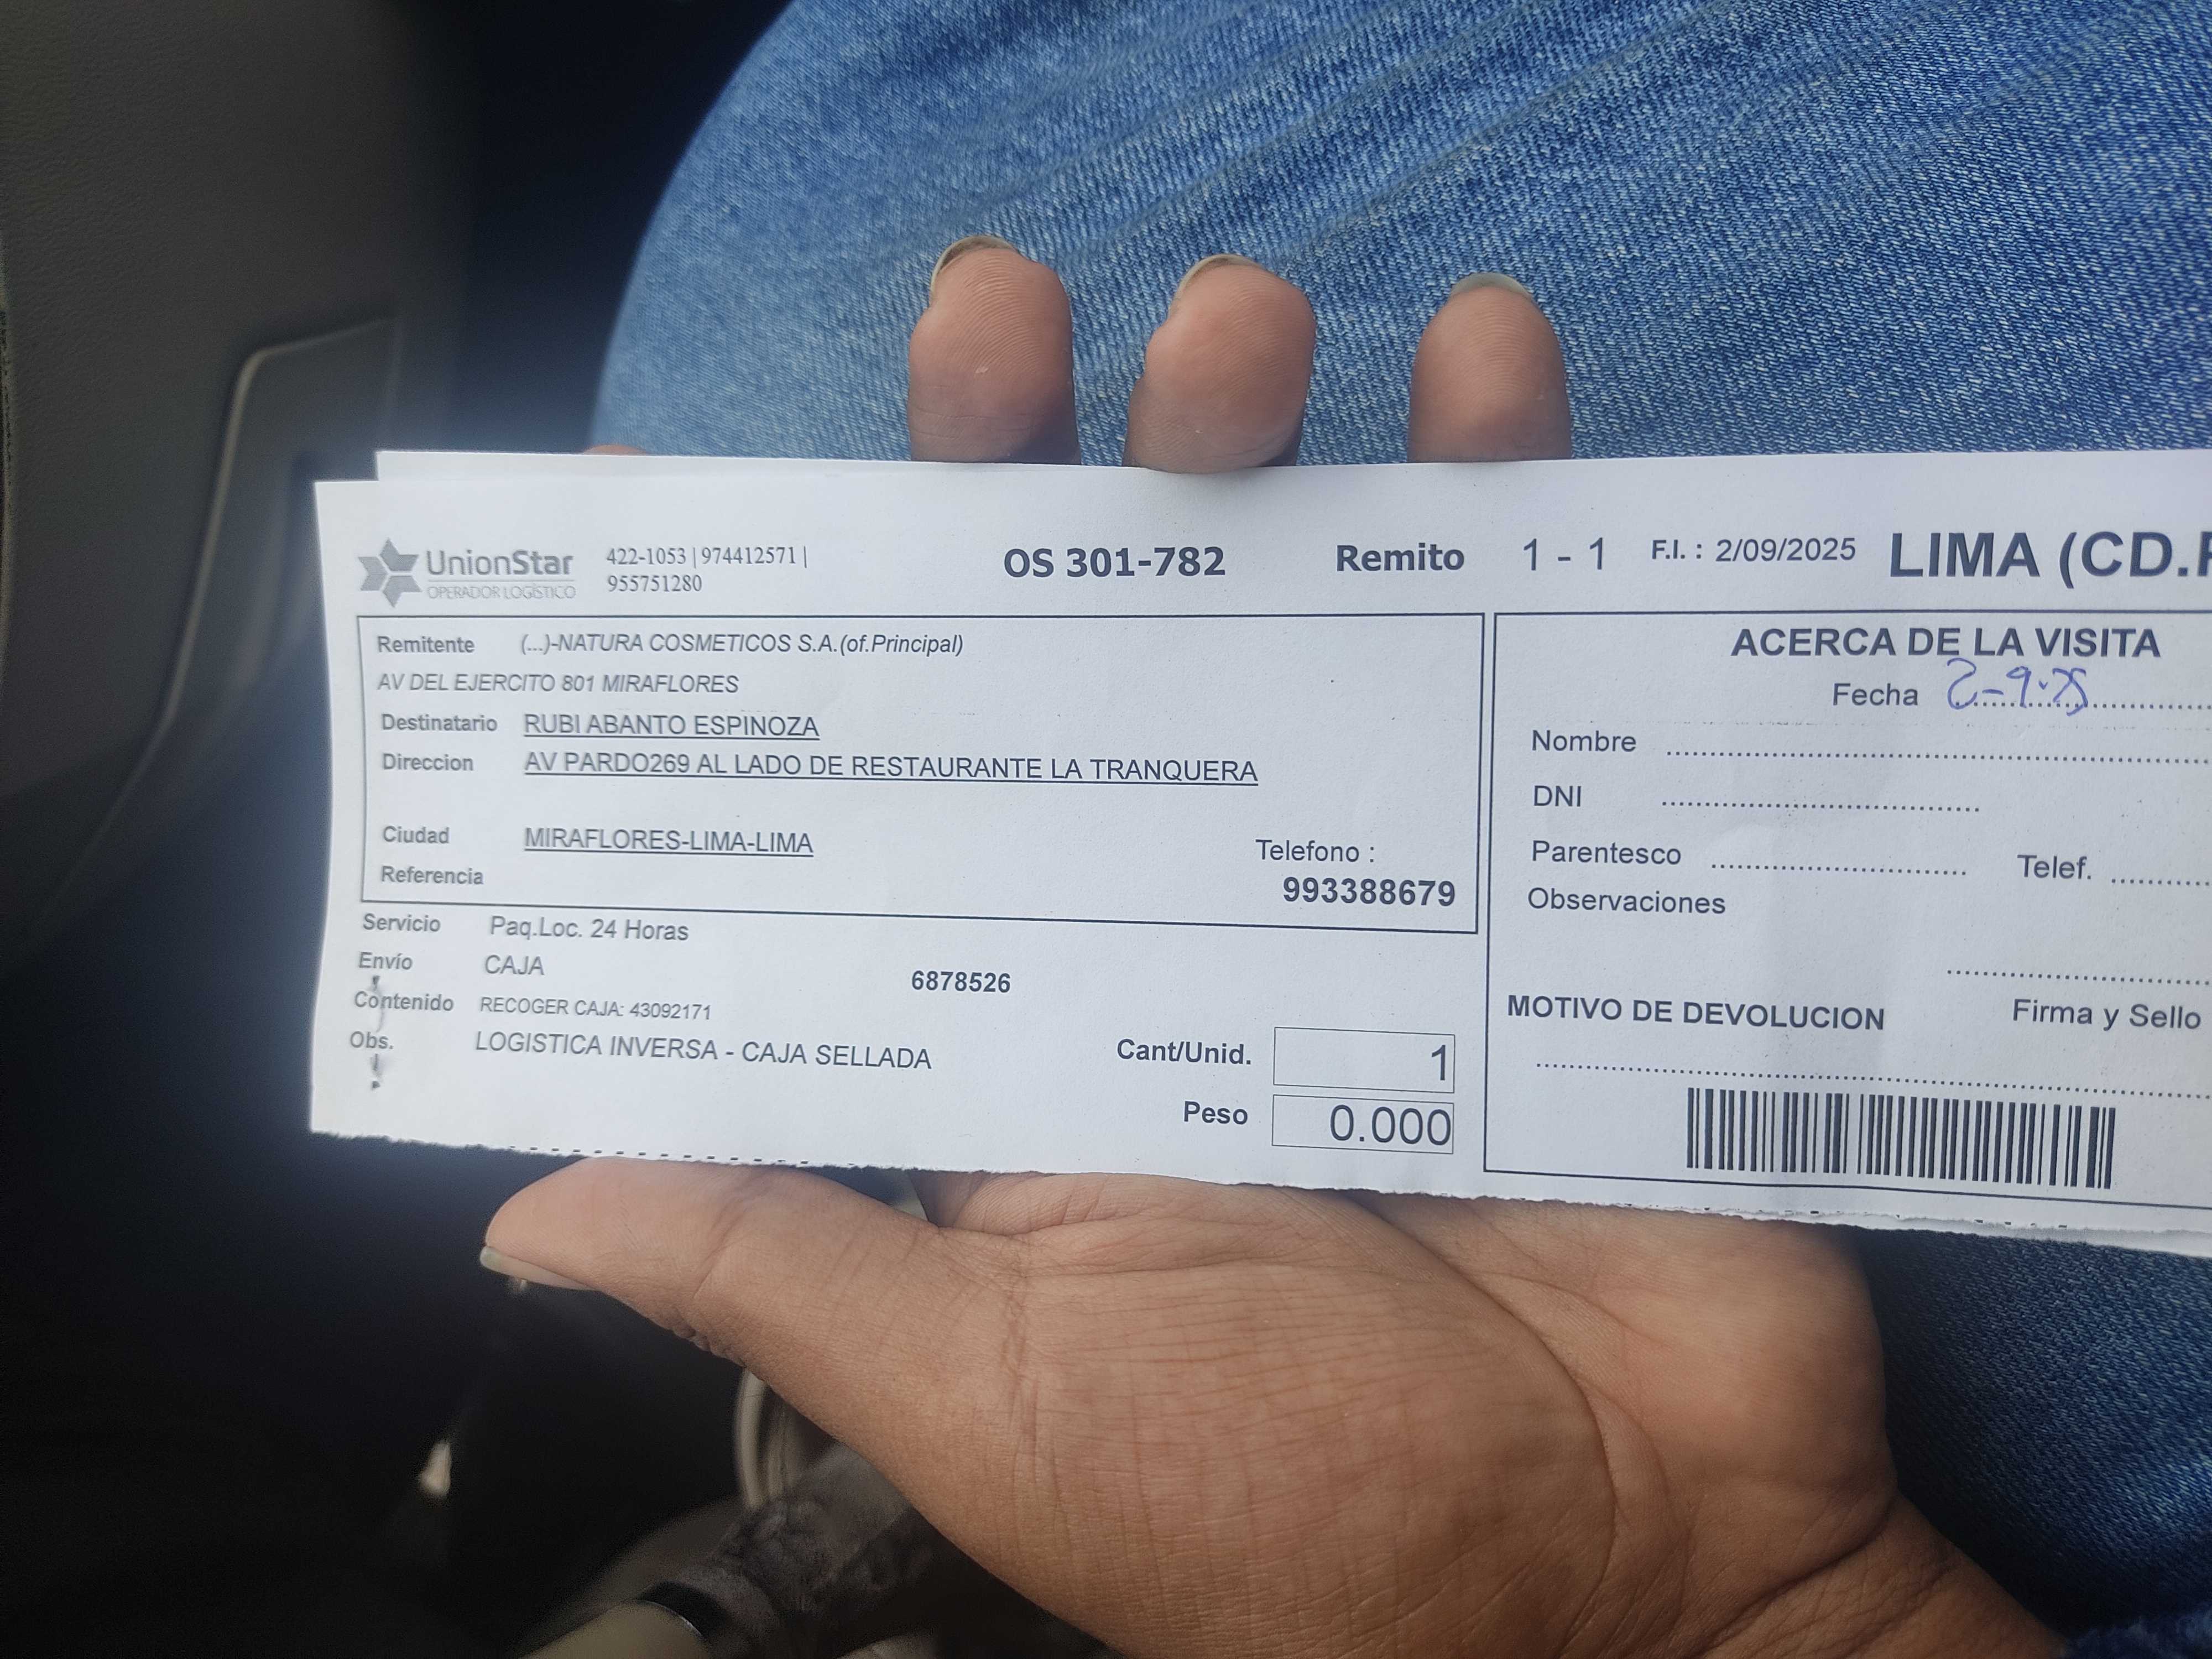 UnionStar
OPERADOR LOGÍSTICO
422-1053 | 974412571 |
955751280
OS 301-782
Remito 1 - 1
F.I. : 2/09/2025
LIMA (CD.
Remitente (...)-NATURA COSMETICOS S.A.(of.Principal)
AV DEL EJERCITO 801 MIRAFLORES
Destinatario RUBI ABANTO ESPINOZA
Direccion AV PARDO269 AL LADO DE RESTAURANTE LA TRANQUERA
Ciudad MIRAFLORES-LIMA-LIMA
Telefono :
Referencia
993388679
Servicio Paq.Loc. 24 Horas
Envío CAJA
6878526
Contenido RECOGER CAJA: 43092171
Obs. LOGISTICA INVERSA - CAJA SELLADA
Cant/Unid. 1
Peso 0.000
ACERCA DE LA VISITA
Fecha 2-9-25
Nombre
DNI
Parentesco
Telef.
Observaciones
MOTIVO DE DEVOLUCION
Firma y Sello